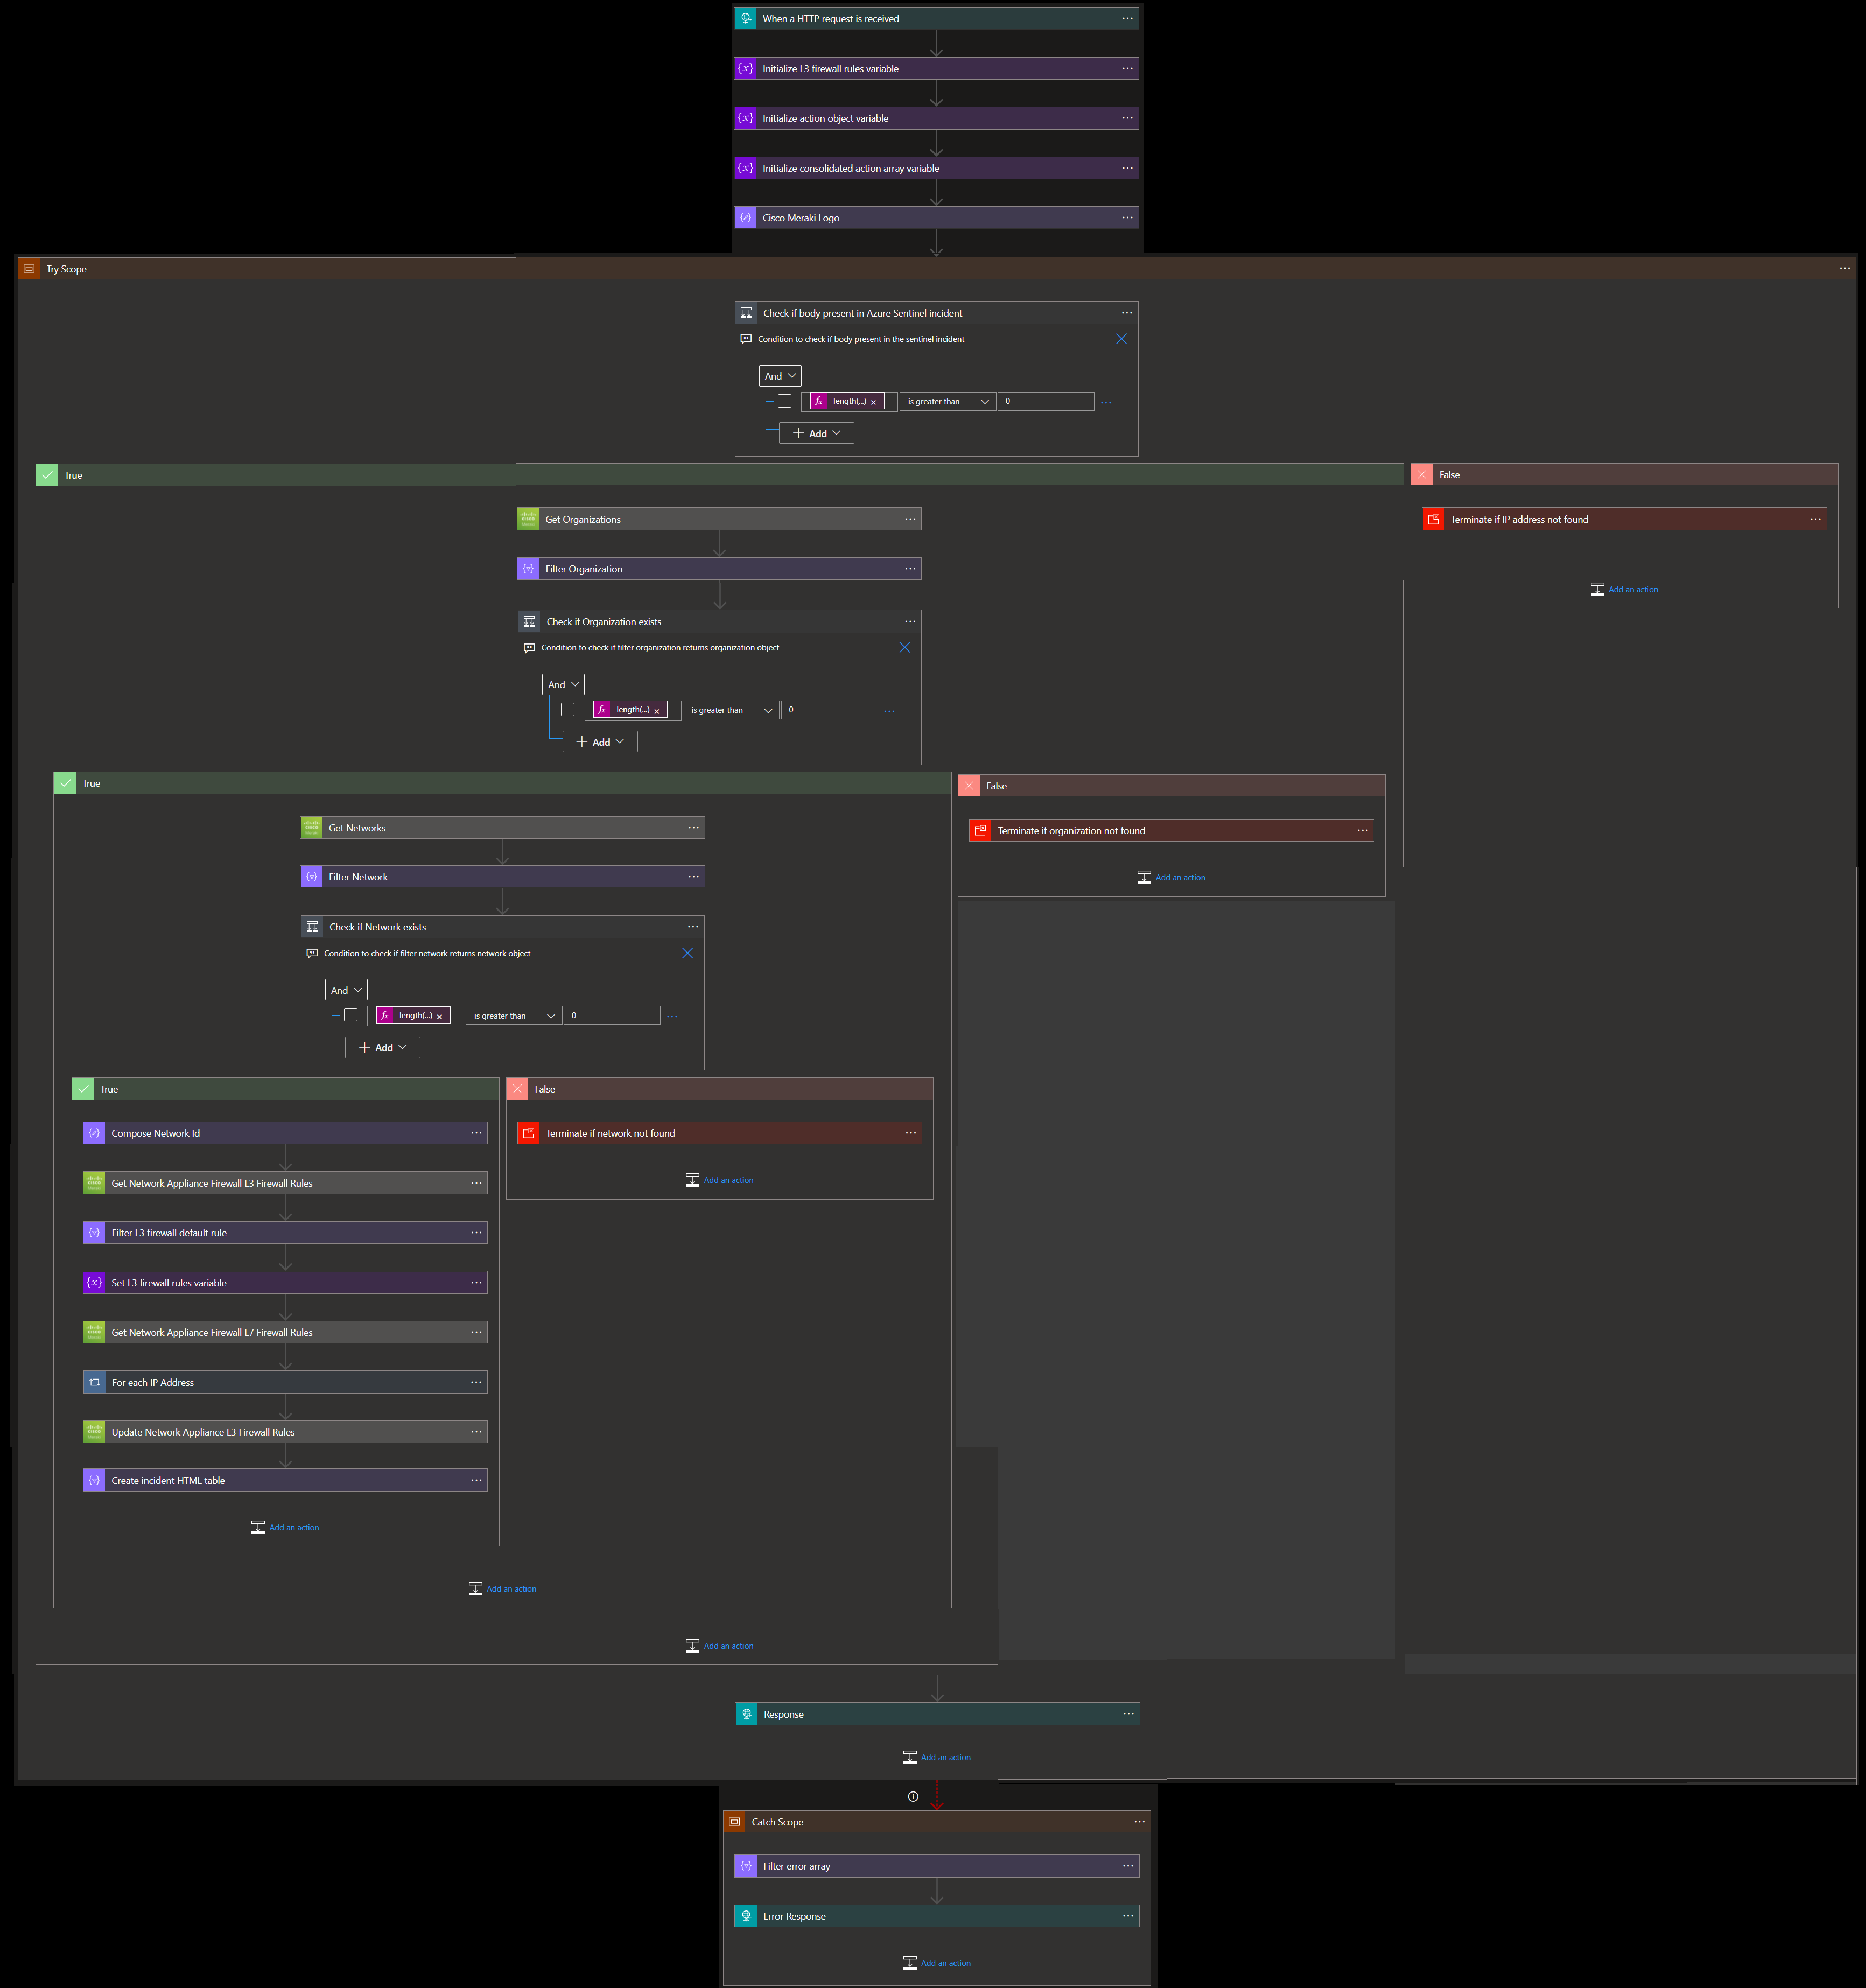 When a HTTP request is received
Initialize L3 firewall rules variable
Initialize action object variable
Initialize consolidated action array variable
Cisco Meraki Logo
Try Scope
Check if body present in Azure Sentinel incident
Condition to check if body present in the sentinel incident
And
length(...) × is greater than 0
+ Add
True
False
Get Organizations
Terminate if IP address not found
Filter Organization
Add an action
Check if Organization exists
Condition to check if filter organization returns organization object
And
length(...) × is greater than 0
+ Add
True
False
Get Networks
Terminate if organization not found
Filter Network
Add an action
Check if Network exists
Condition to check if filter network returns network object
And
length(...) × is greater than 0
+ Add
True
False
Compose Network Id
Terminate if network not found
Get Network Appliance Firewall L3 Firewall Rules
Add an action
Filter L3 firewall default rule
Set L3 firewall rules variable
Get Network Appliance Firewall L7 Firewall Rules
For each IP Address
Update Network Appliance L3 Firewall Rules
Create incident HTML table
Add an action
Add an action
Add an action
Response
Add an action
Catch Scope
Filter error array
Error Response
Add an action